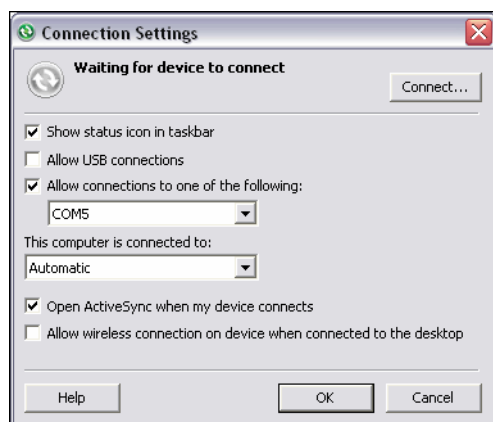 Connection Settings
Waiting for device to connect
Connect...
Show status icon in taskbar
Allow USB connections
Allow connections to one of the following:
COM5
This computer is connected to:
Automatic
Open ActiveSync when my device connects
Allow wireless connection on device when connected to the desktop
Help
OK
Cancel